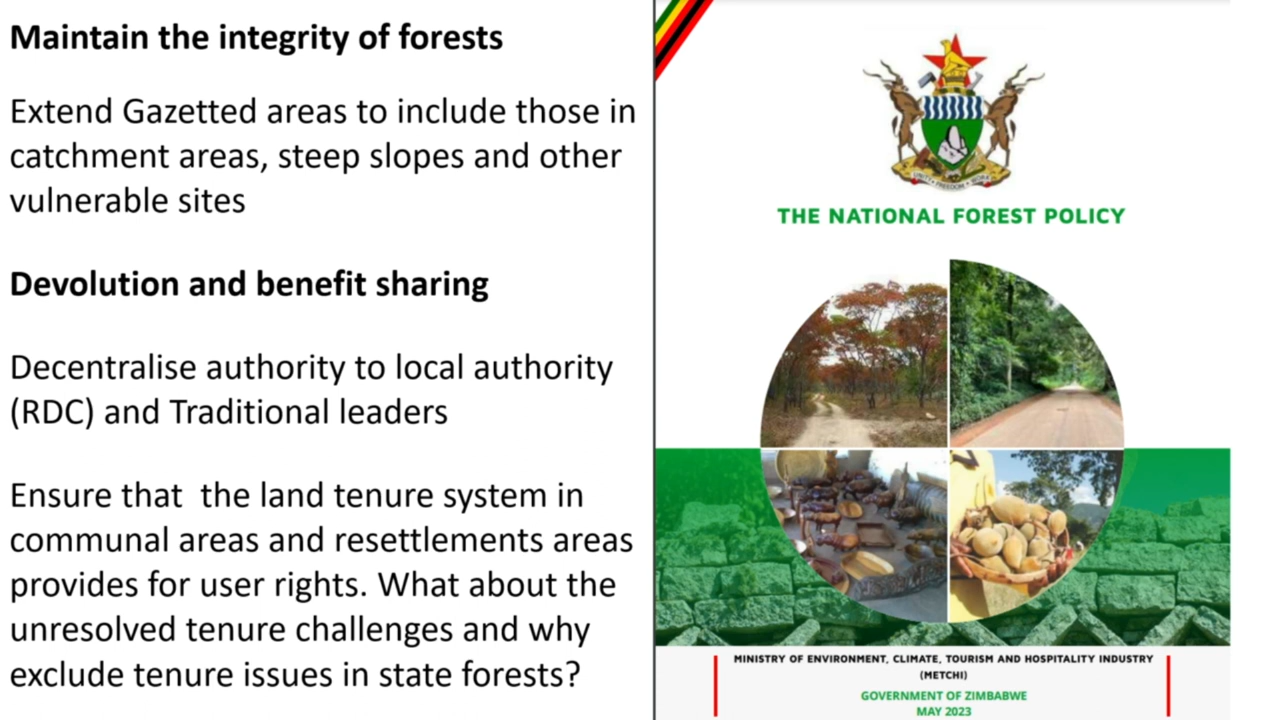 Maintain the integrity of forests
Extend Gazetted areas to include those in
catchment areas, steep slopes and other
vulnerable sites
Devolution and benefit sharing
Decentralise authority to local authority
(RDC) and Traditional leaders
Ensure that  the land tenure system in
communal areas and resettlements areas
provides for user rights. What about the
unresolved tenure challenges and why
exclude tenure issues in state forests?
UNITY • FREEDOM • WORK
THE NATIONAL FOREST POLICY
MINISTRY OF ENVIRONMENT, CLIMATE, TOURISM AND HOSPITALITY INDUSTRY
(METCHI)
GOVERNMENT OF ZIMBABWE
MAY 2023